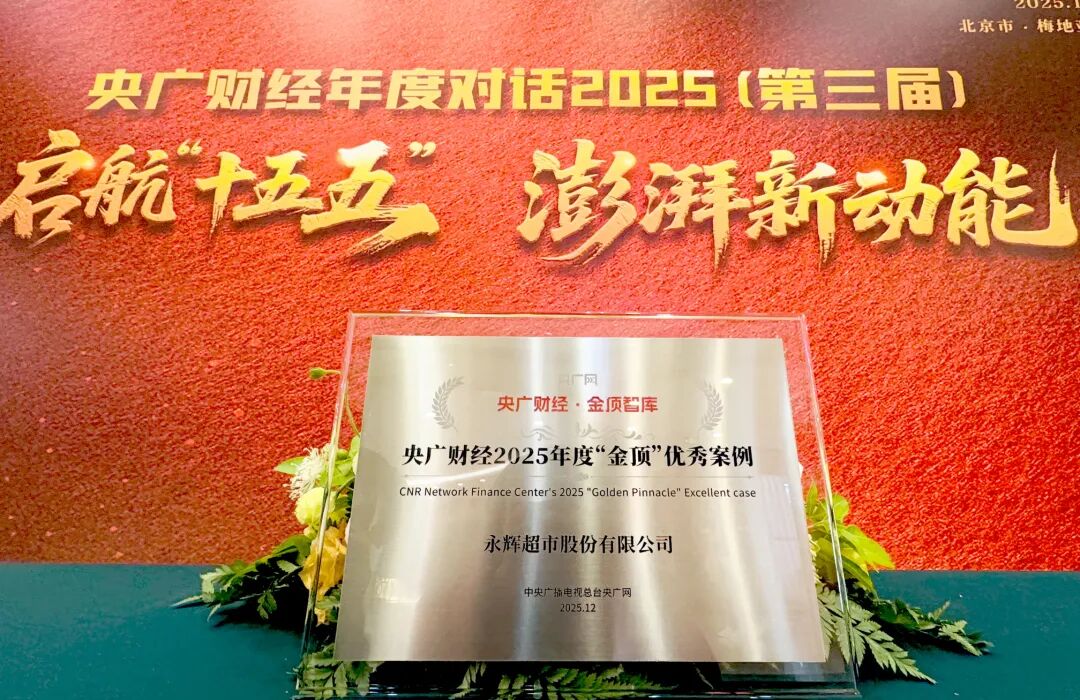 2025.1
北京市·梅地亚
央广财经年度对话2025(第三届)
启航“十五五” 澎湃新动能
央广网
央广财经·金顶智库
央广财经2025年度“金顶”优秀案例
CNR Network Finance Center's 2025 "Golden Pinnacle" Excellent case
永辉超市股份有限公司
中央广播电视总台央广网
2025.12